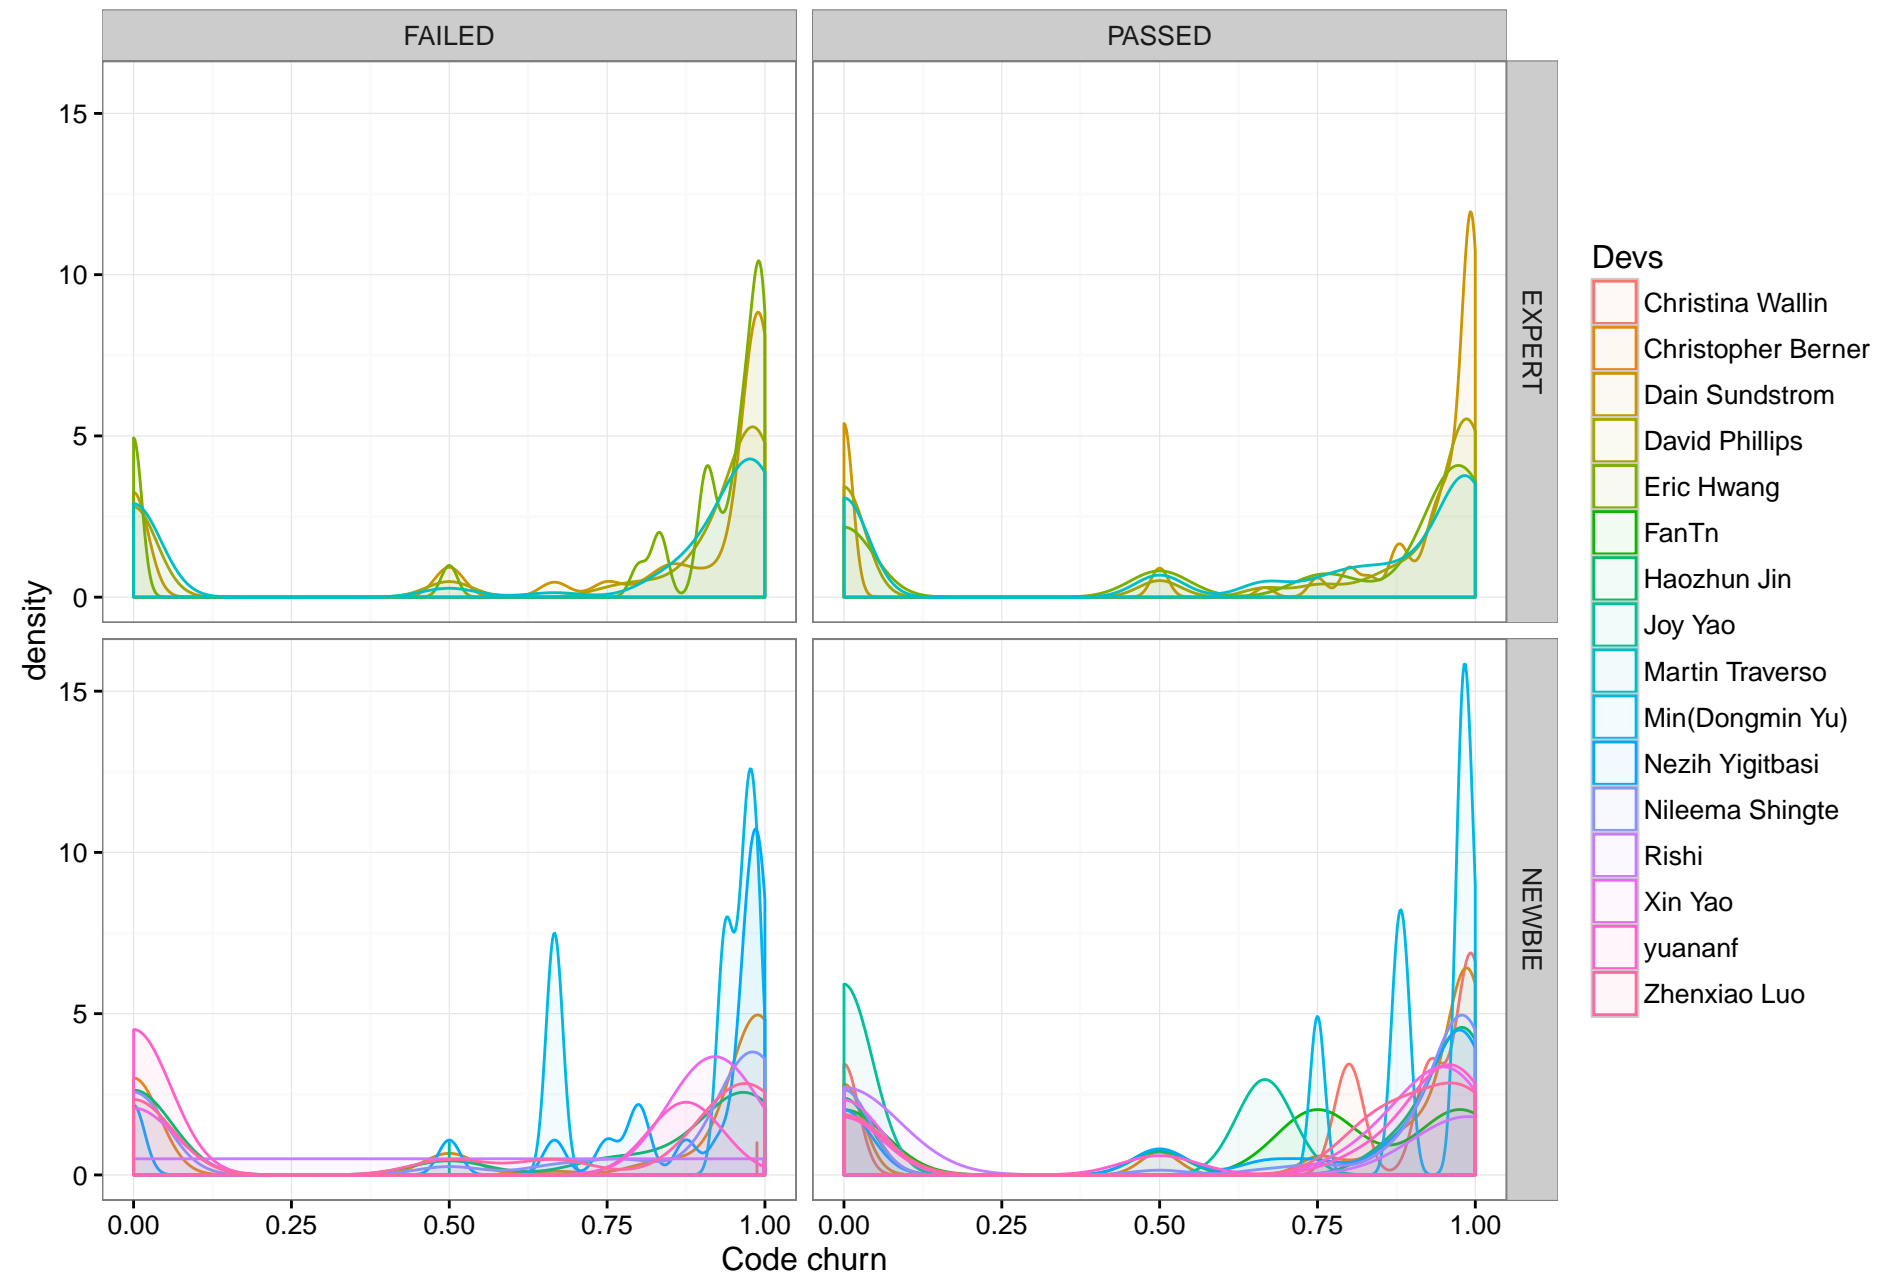 FAILED
PASSED
15
10
5
0
EXPERT
density
15
10
5
0
NEWBIE
0.00
0.25
0.50
0.75
1.00
0.00
0.25
0.50
0.75
1.00
Code churn
Devs
Christina Wallin
Christopher Berner
Dain Sundstrom
David Phillips
Eric Hwang
FanTn
Haozhun Jin
Joy Yao
Martin Traverso
Min(Dongmin Yu)
Nezih Yigitbasi
Nileema Shingte
Rishi
Xin Yao
yuananf
Zhenxiao Luo